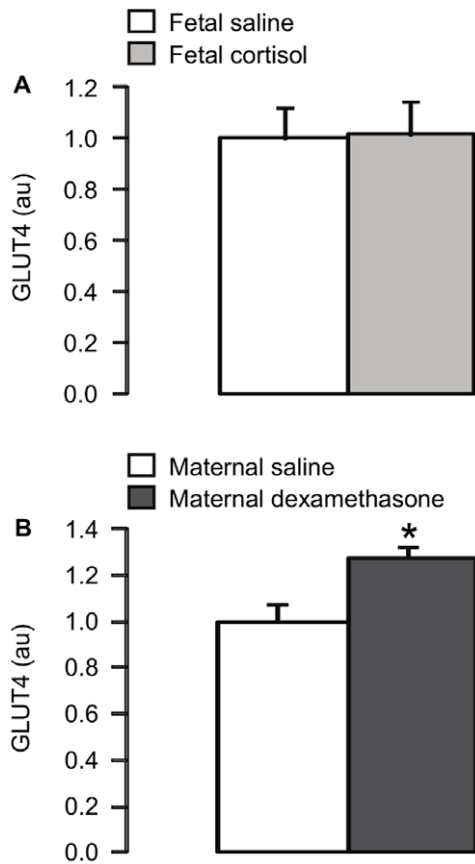 Fetal saline
Fetal cortisol
A
GLUT4 (au)
1.2
1.0
0.8
0.6
0.4
0.2
0.0
Maternal saline
Maternal dexamethasone
B
GLUT4 (au)
1.4
1.2
1.0
0.8
0.6
0.4
0.2
0.0
*